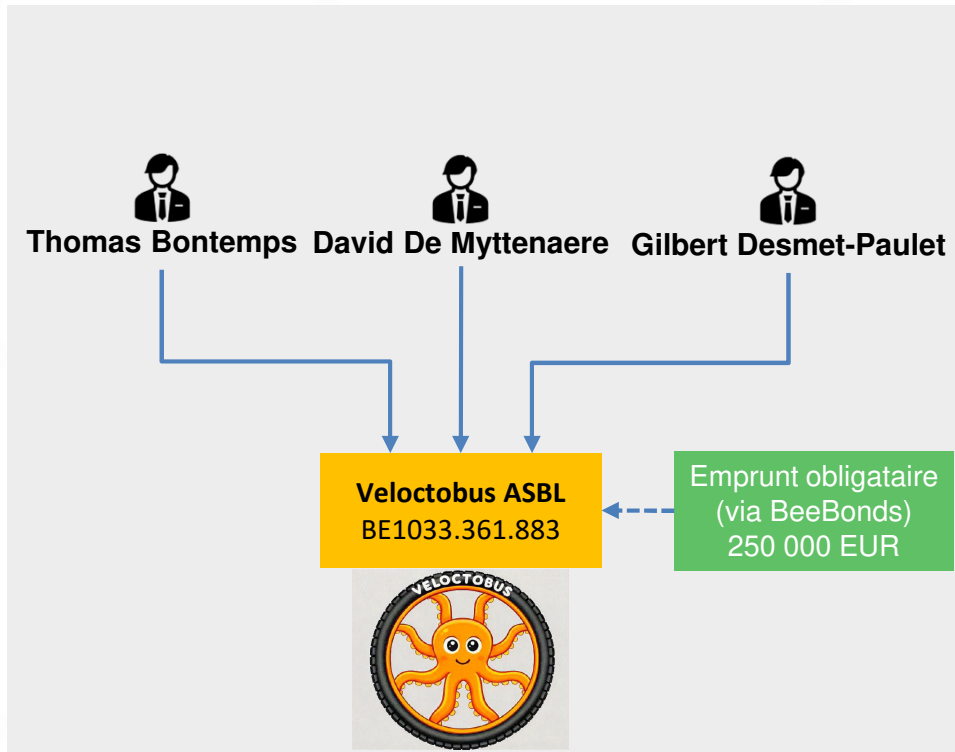 Thomas Bontemps
David De Myttenaere
Gilbert Desmet-Paulet
Veloctobus ASBL
BE1033.361.883
Emprunt obligataire
(via BeeBonds)
250 000 EUR
VELOCTOBUS